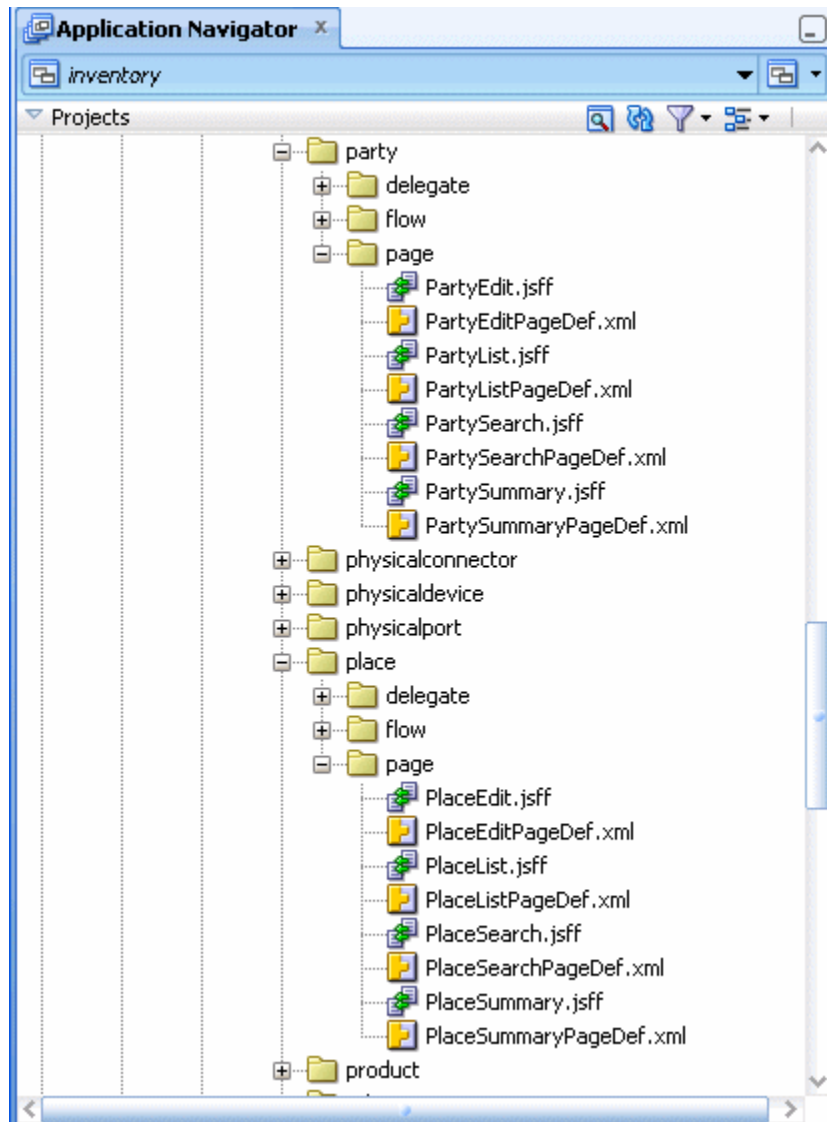 Application Navigator
inventory
Projects
party
delegate
flow
page
PartyEdit.jsff
PartyEditPageDef.xml
PartyList.jsff
PartyListPageDef.xml
PartySearch.jsff
PartySearchPageDef.xml
PartySummary.jsff
PartySummaryPageDef.xml
physicalconnector
physicaldevice
physicalport
place
delegate
flow
page
PlaceEdit.jsff
PlaceEditPageDef.xml
PlaceList.jsff
PlaceListPageDef.xml
PlaceSearch.jsff
PlaceSearchPageDef.xml
PlaceSummary.jsff
PlaceSummaryPageDef.xml
product